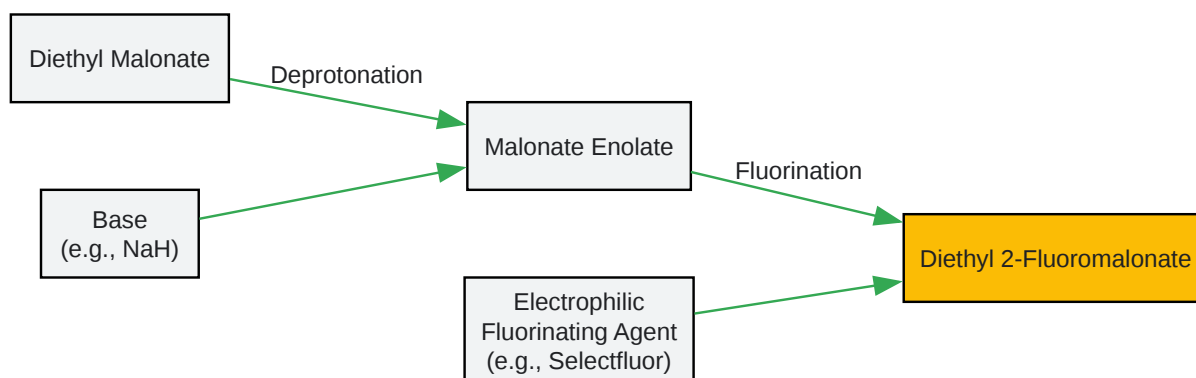 Diethyl Malonate
Deprotonation
Malonate Enolate
Fluorination
Base
(e.g., NaH)
Diethyl 2-Fluoromalonate
Electrophilic
Fluorinating Agent
(e.g., Selectfluor)